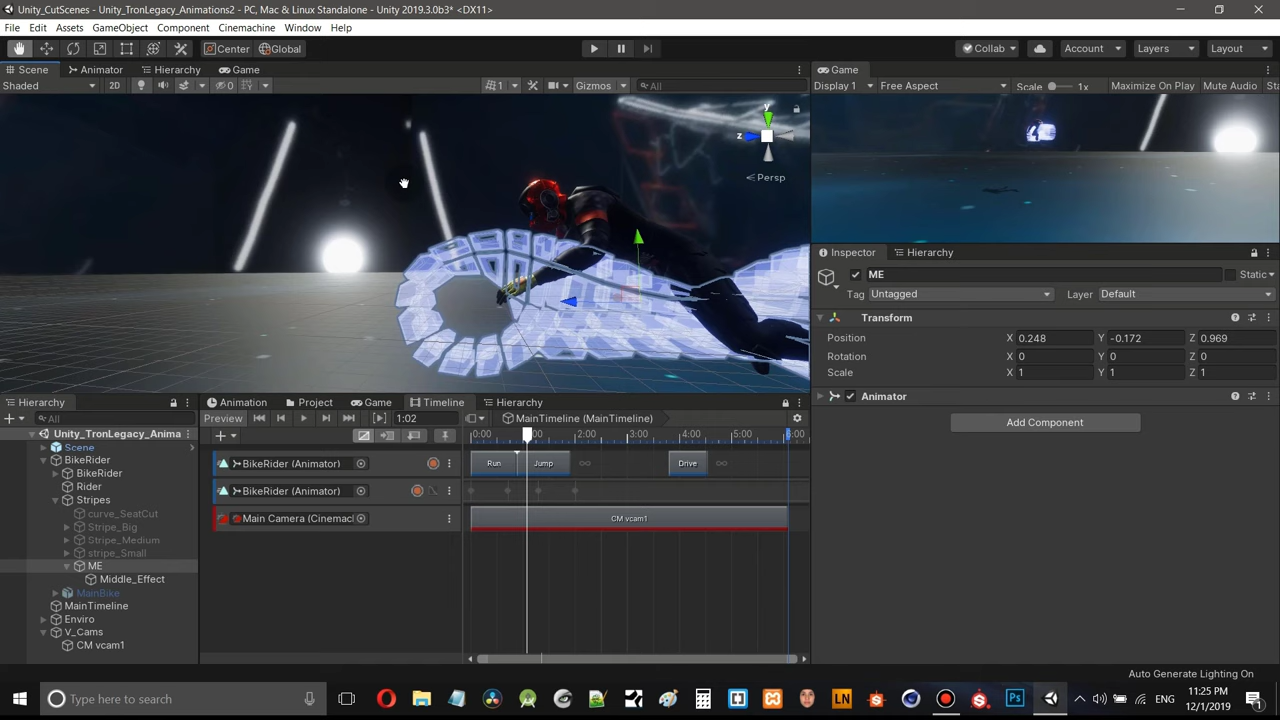 Unity_CutScenes - Unity_TronLegacy_Animations2 - PC, Mac & Linux Standalone - Unity 2019.3.0b3* <DX11>
File Edit Assets GameObject Component Cinemachine Window Help
Center Global Collab Account Layers Layout
Scene Animator Hierarchy Game
Game
Shaded 2D 0 1 Gizmos All
Display 1 Free Aspect Scale 1x Maximize On Play Mute Audio Sta
y
z
Persp
Inspector Hierarchy
ME Static
Tag Untagged Layer Default
Transform
Position X 0.248 Y -0.172 Z 0.969
Rotation X 0 Y 0 Z 0
Scale X 1 Y 1 Z 1
Animator
Add Component
Hierarchy
All
Unity_TronLegacy_Anima
Scene
BikeRider
BikeRider
Rider
Stripes
curve_SeatCut
Stripe_Big
Stripe_Medium
stripe_Small
ME
Middle_Effect
MainBike
MainTimeline
Enviro
V_Cams
CM vcam1
Animation Project Game Timeline Hierarchy
Preview 1:02 MainTimeline (MainTimeline)
0:00 2:00 3:00 4:00 5:00 6:00
BikeRider (Animator) Run Jump Drive
BikeRider (Animator)
Main Camera (Cinemacl CM vcam1
Auto Generate Lighting On
Type here to search
LN
Ps
ENG
11:25 PM
12/1/2019
1